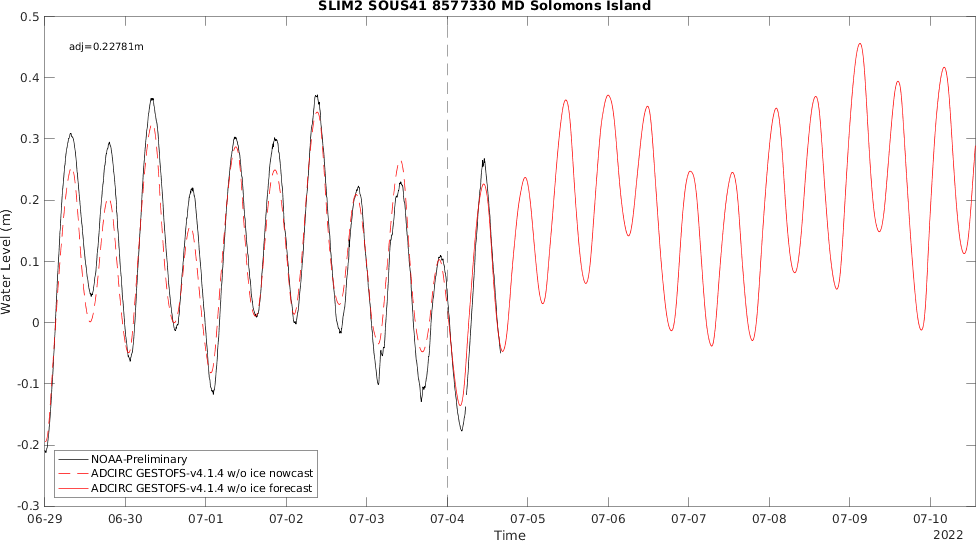 SLIM2 SOUS41 8577330 MD Solomons Island
adj=0.22781m
Water Level (m)
0.5
0.4
0.3
0.2
0.1
0
-0.1
-0.2
-0.3
NOAA-Preliminary
ADCIRC GESTOFS-v4.1.4 w/o ice nowcast
ADCIRC GESTOFS-v4.1.4 w/o ice forecast
06-29 06-30 07-01 07-02 07-03 07-04 07-05 07-06 07-07 07-08 07-09 07-10
Time
2022